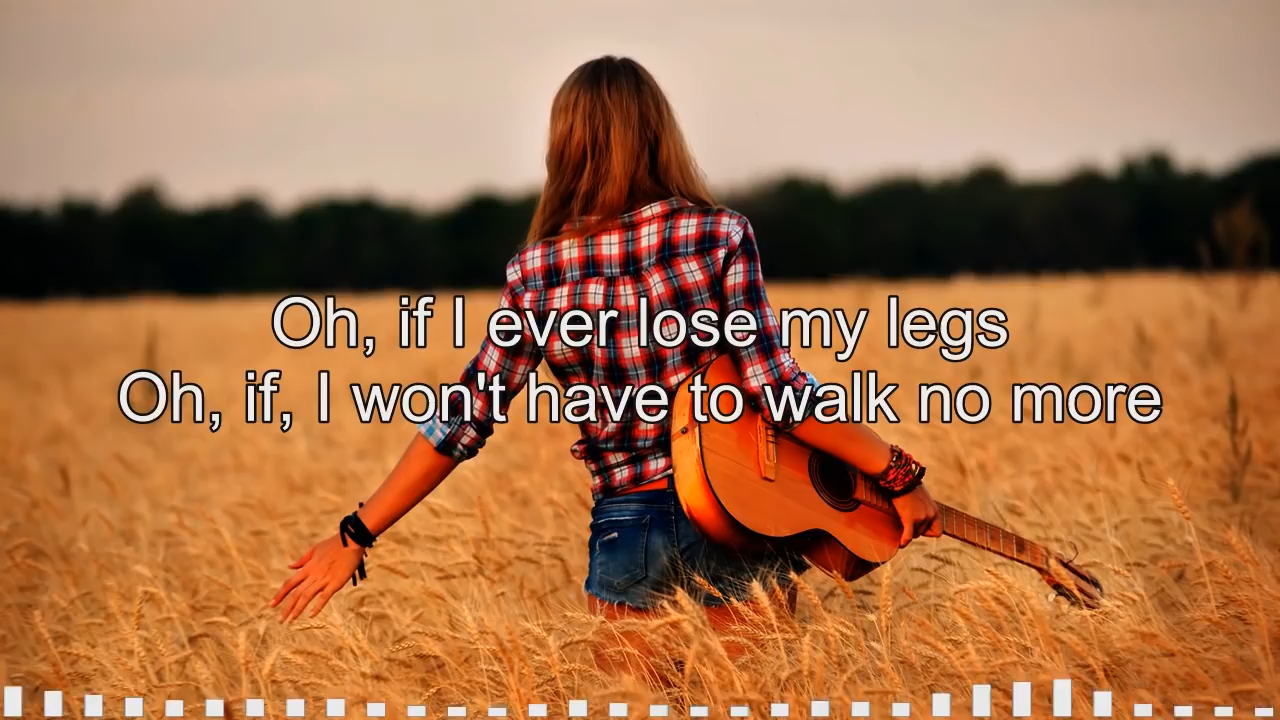 Oh, if I ever lose my legs
Oh, if, I won't have to walk no more